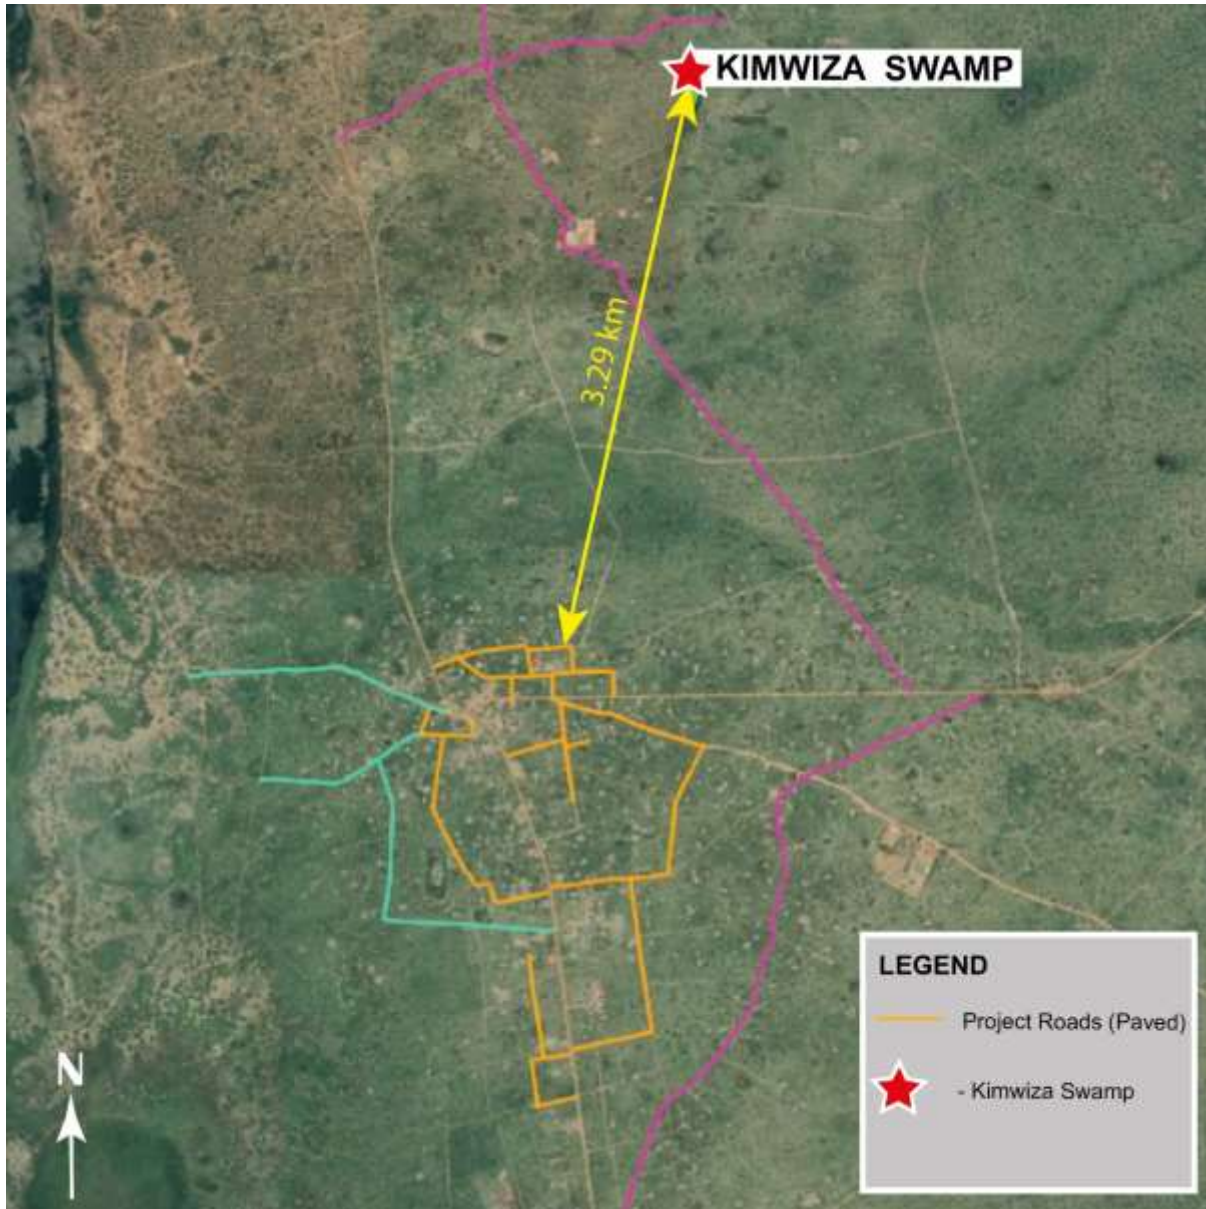 KIMWIZA SWAMP
3.29 km
LEGEND
Project Roads (Paved)
- Kimwiza Swamp
N